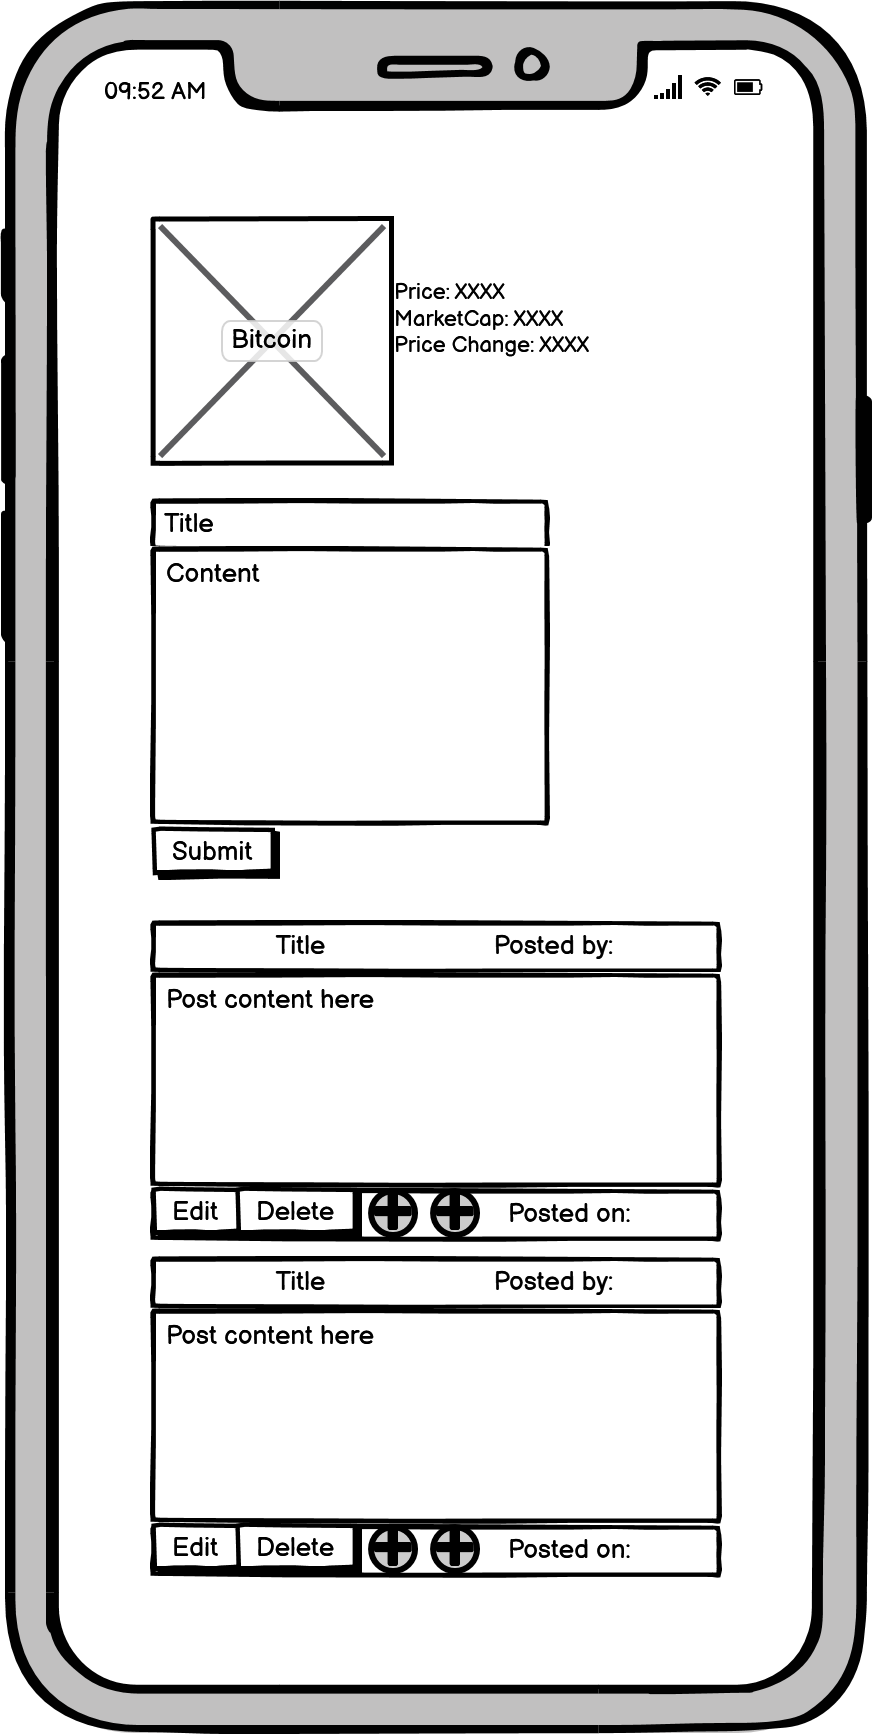 09:52 AM
Bitcoin
Price: XXXX
MarketCap: XXXX
Price Change: XXXX
Title
Content
Submit
Title Posted by:
Post content here
Edit Delete Posted on:
Title Posted by:
Post content here
Edit Delete Posted on: